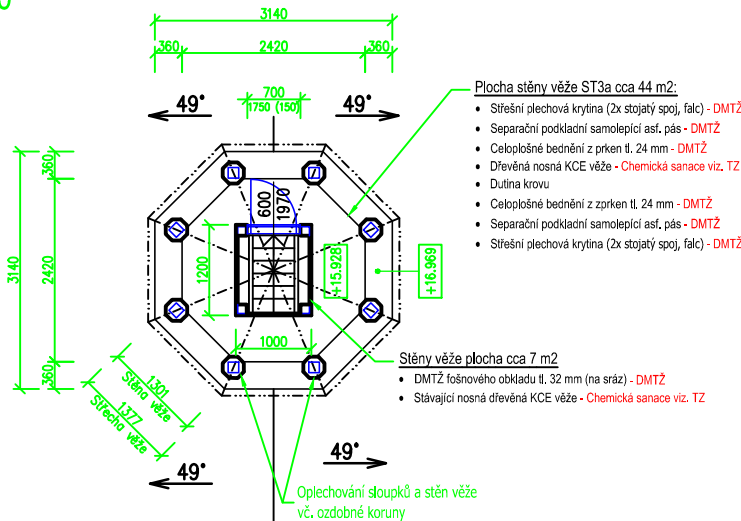 3140
360
2420
360
700
1750 (150)
49°
49°
Plocha stěny věže ST3a cca 44 m2:
• Střešní plechová krytina (2x stojatý spoj, falc) - DMTŽ
• Separační podkladní samolepící asf. pás - DMTŽ
• Celoplošné bednění z prken tl. 24 mm - DMTŽ
• Dřevěná nosná KCE věže - Chemická sanace viz. TZ
• Dutina krovu
• Celoplošné bednění z zprken tl. 24 mm - DMTŽ
• Separační podkladní samolepící asf. pás - DMTŽ
• Střešní plechová krytina (2x stojatý spoj, falc) - DMTŽ
3140
360
2420
360
600
1970
1200
+15.928
+16.969
1000
Stěny věže plocha cca 7 m2
• DMTŽ fošnového obkladu tl. 32 mm (na sráz) - DMTŽ
• Stávající nosná dřevěná KCE věže - Chemická sanace viz. TZ
1301
Stěna věže
1377
Střecha věže
49°
49°
Oplechování sloupků a stěn věže
vč. ozdobné koruny